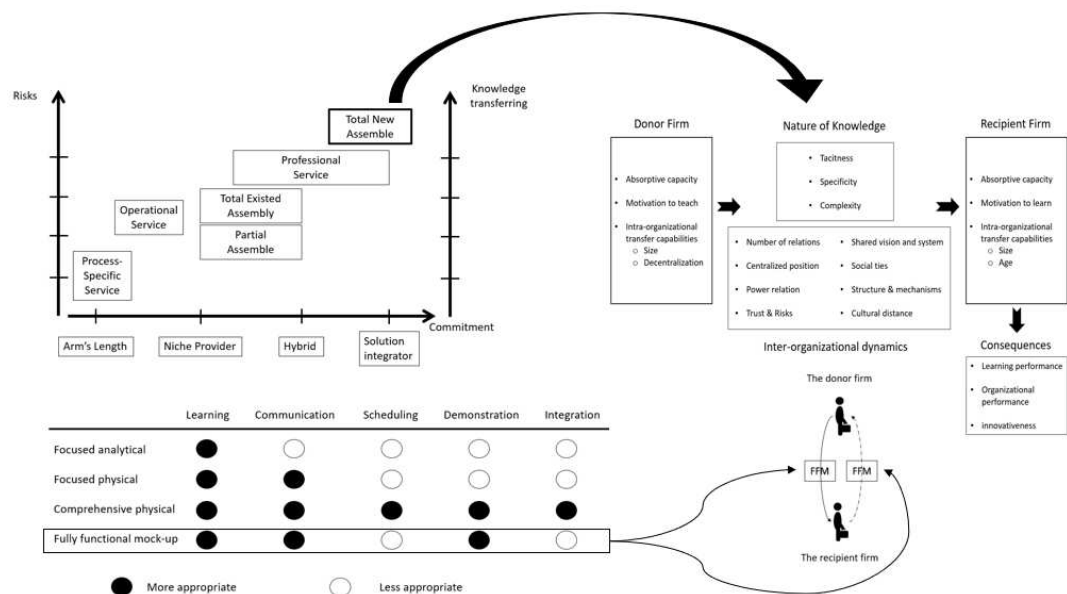 Risks
Knowledge
transferring
Total New
Assemble
Professional
Service
Total Existed
Assembly
Operational
Service
Partial
Assemble
Process-
Specific
Service
Commitment
Arm's Length
Niche Provider
Hybrid
Solution
integrator
Donor Firm
• Absorptive capacity
• Motivation to teach
• Intra-organizational
transfer capabilities
o Size
o Decentralization
Nature of Knowledge
• Tacitness
• Specificity
• Complexity
• Number of relations
• Centralized position
• Power relation
• Trust & Risks
• Shared vision and system
• Social ties
• Structure & mechanisms
• Cultural distance
Inter-organizational dynamics
Recipient Firm
• Absorptive capacity
• Motivation to learn
• Intra-organizational
transfer capabilities
o Size
o Age
Consequences
• Learning performance
• Organizational
performance
• innovativeness
The donor firm
FFM FFM
The recipient firm
Learning Communication Scheduling Demonstration Integration
Focused analytical
Focused physical
Comprehensive physical
Fully functional mock-up
More appropriate Less appropriate